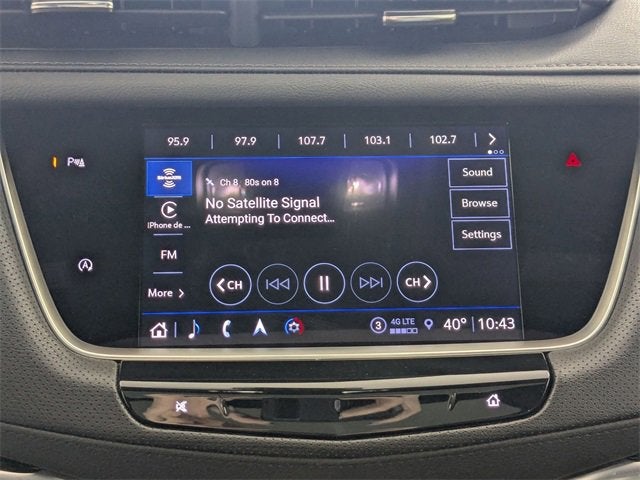 95.9 97.9 107.7 103.1 102.7
Ch 8 80s on 8
Sound
No Satellite Signal
Attempting To Connect...
Browse
iPhone de ...
Settings
FM
More
CH CH
3 4G LTE 40° 10:43